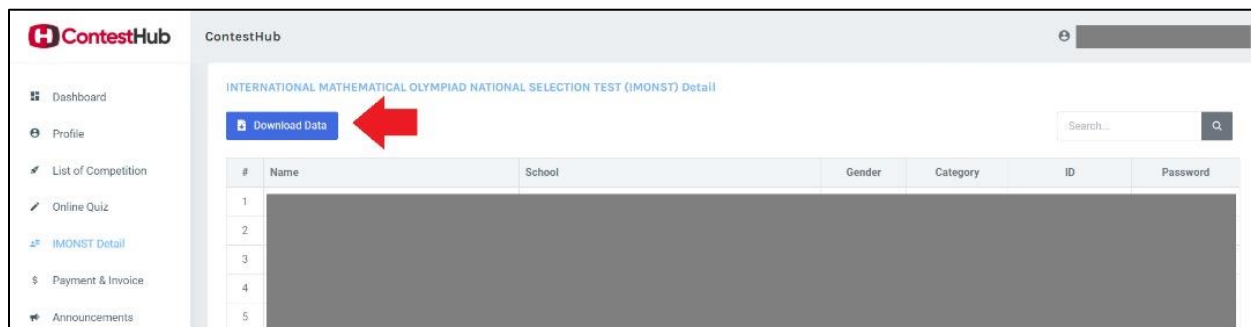 ContestHub
ContestHub
Dashboard
Profile
List of Competition
Online Quiz
IMONST Detail
Payment & Invoice
Announcements
INTERNATIONAL MATHEMATICAL OLYMPIAD NATIONAL SELECTION TEST (IMONST) Detail
Download Data
Search...
# Name School Gender Category ID Password
1
2
3
4
5